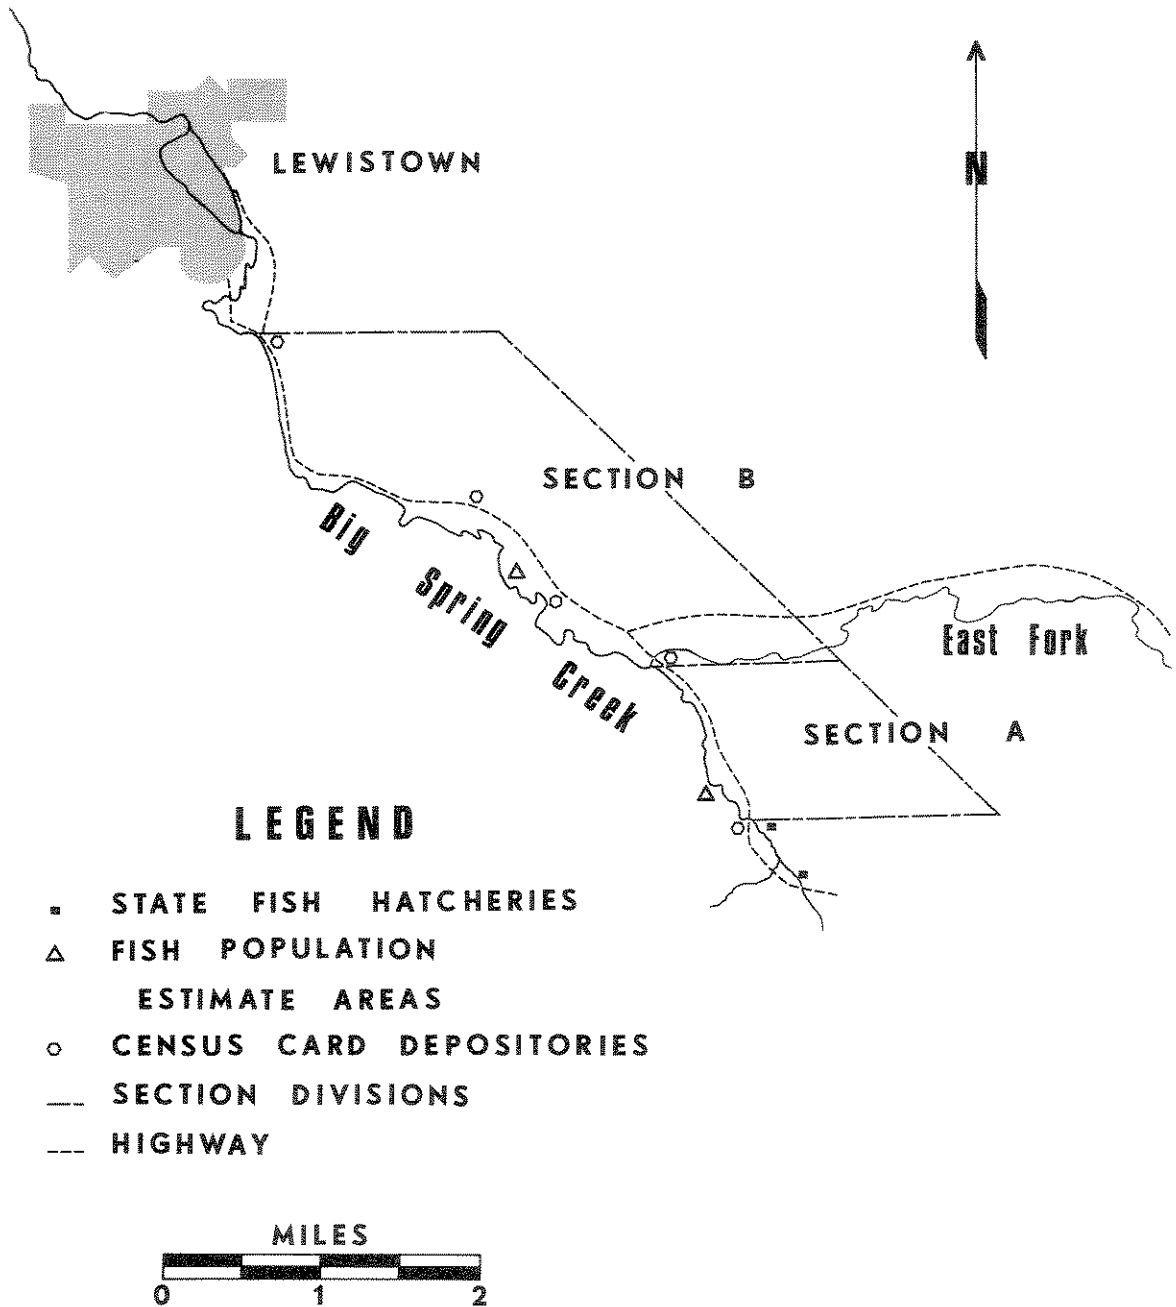 LEWISTOWN
N
SECTION B
Big Spring Creek
East Fork
SECTION A
LEGEND
STATE FISH HATCHERIES
FISH POPULATION
ESTIMATE AREAS
CENSUS CARD DEPOSITORIES
SECTION DIVISIONS
HIGHWAY
MILES
0 1 2